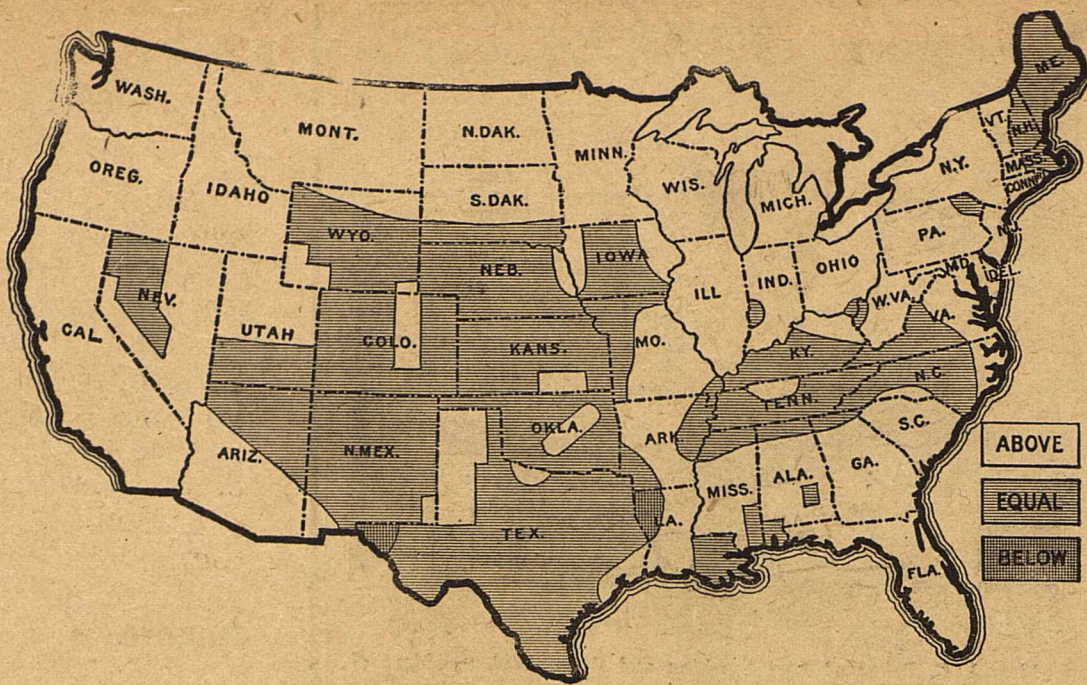 WASH.
MONT.
N.DAK.
MINN.
OREG.
IDAHO
S.DAK.
WIS.
MICH.
N.Y.
VT.
N.H.
ME.
MASS.
CONN.
WYO.
NEB.
IOWA
ILL
IND.
OHIO
PA.
N.J.
MD.
DEL.
NEV.
CAL.
UTAH
COLO.
KANS.
MO.
KY.
W.VA.
VA.
ARIZ.
N.MEX.
OKLA.
ARK
TENN.
N.C.
S.C.
TEX.
LA.
MISS.
ALA.
GA.
FLA.
ABOVE
EQUAL
BELOW